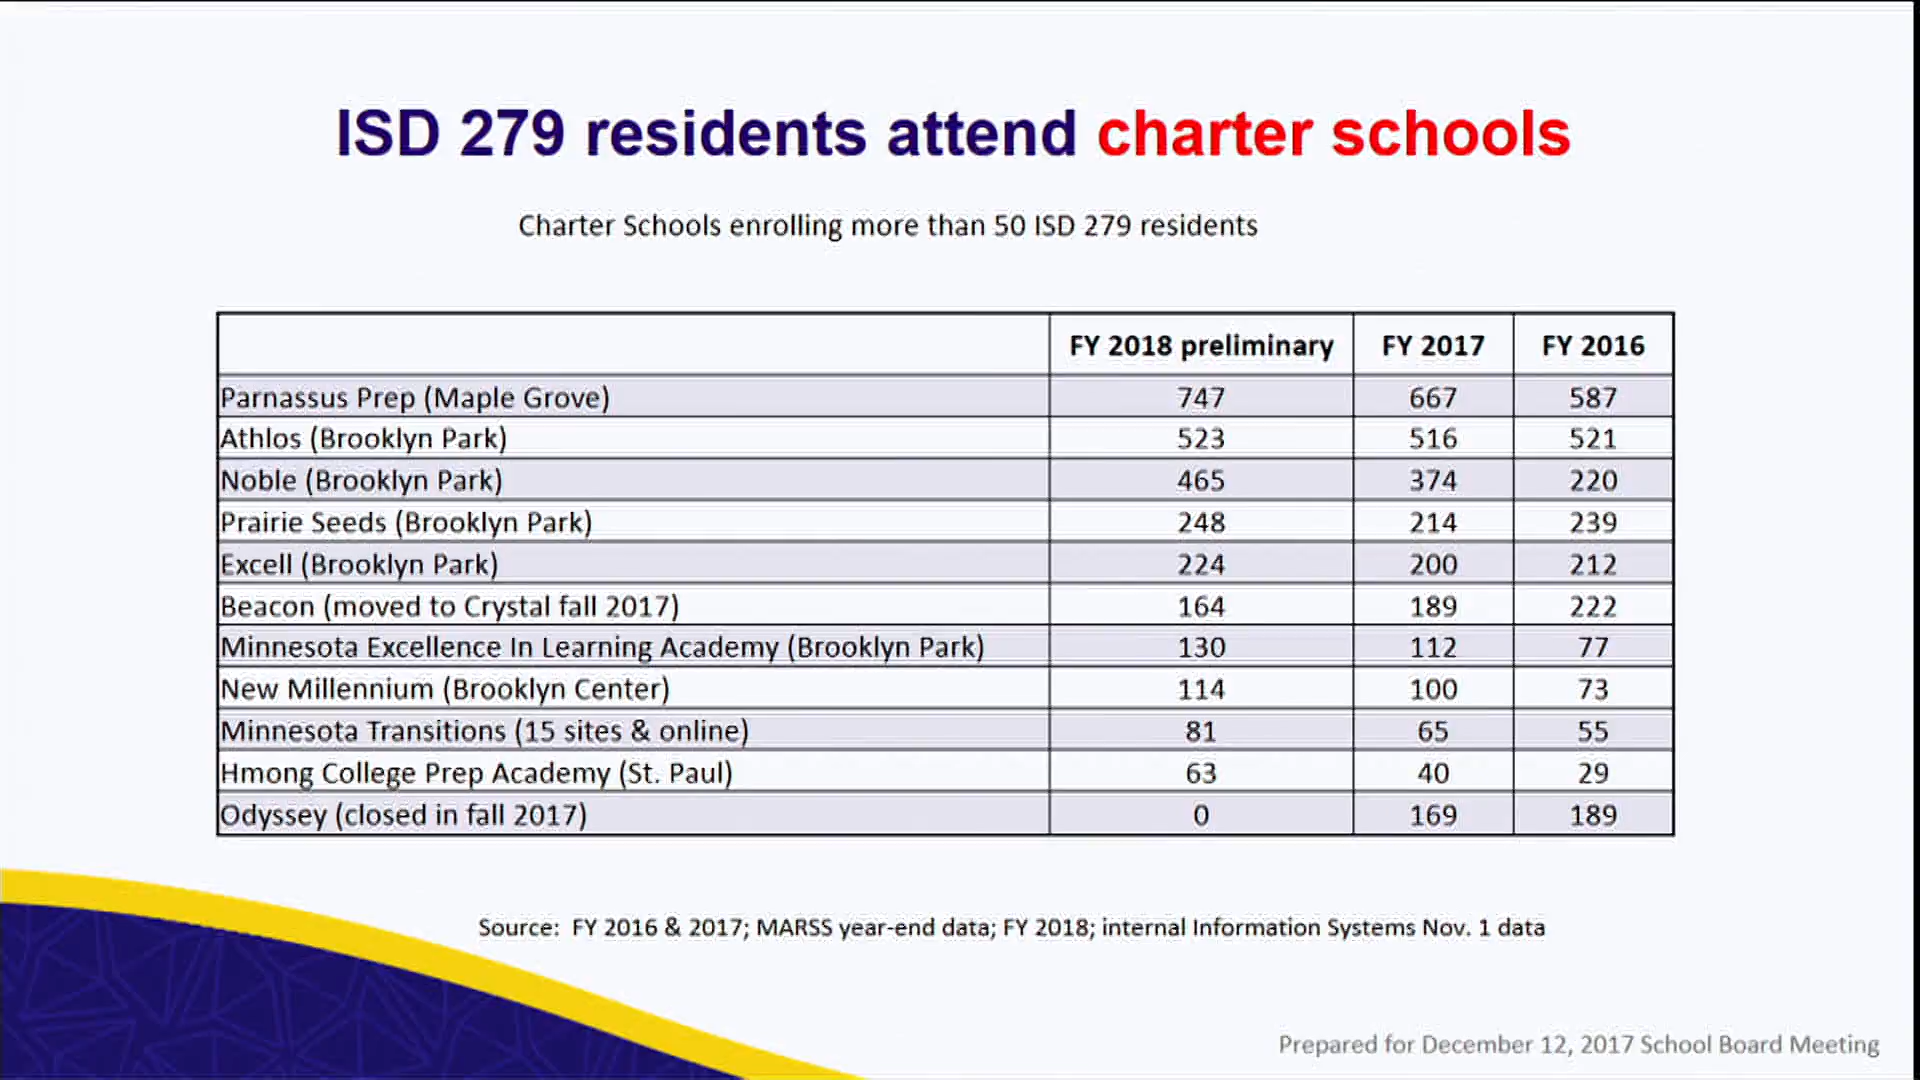 ISD 279 residents attend charter schools
Charter Schools enrolling more than 50 ISD 279 residents
FY 2018 preliminary FY 2017 FY 2016
Parnassus Prep (Maple Grove) 747 667 587
Athlos (Brooklyn Park) 523 516 521
Noble (Brooklyn Park) 465 374 220
Prairie Seeds (Brooklyn Park) 248 214 239
Excell (Brooklyn Park) 224 200 212
Beacon (moved to Crystal fall 2017) 164 189 222
Minnesota Excellence In Learning Academy (Brooklyn Park) 130 112 77
New Millennium (Brooklyn Center) 114 100 73
Minnesota Transitions (15 sites & online) 81 65 55
Hmong College Prep Academy (St. Paul) 63 40 29
Odyssey (closed in fall 2017) 0 169 189
Source: FY 2016 & 2017; MARSS year-end data; FY 2018; internal Information Systems Nov. 1 data
Prepared for December 12, 2017 School Board Meeting